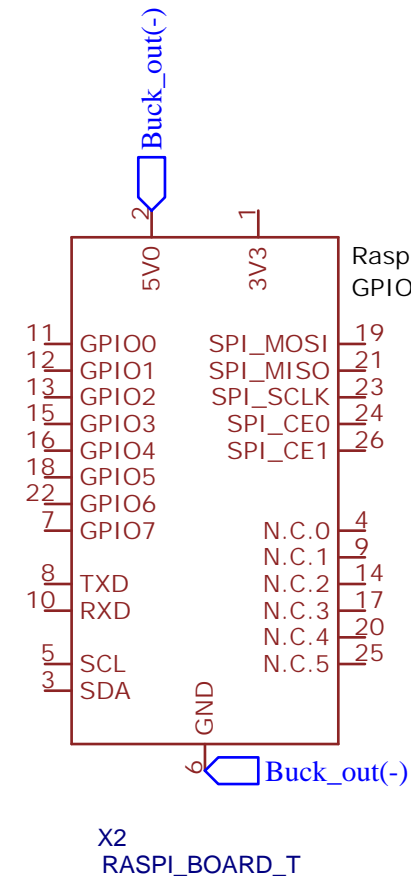 Buck_out(-)
2
1
5V0
3V3
Rasp
GPIO
11 GPIO0 SPI_MOSI 19
12 GPIO1 SPI_MISO 21
13 GPIO2 SPI_SCLK 23
15 GPIO3 SPI_CE0 24
16 GPIO4 SPI_CE1 26
18 GPIO5
22 GPIO6
7 GPIO7 N.C.0 4
N.C.1 9
8 TXD N.C.2 14
10 RXD N.C.3 17
N.C.4 20
5 SCL N.C.5 25
3 SDA
GND
6
Buck_out(-)
X2
RASPI_BOARD_T